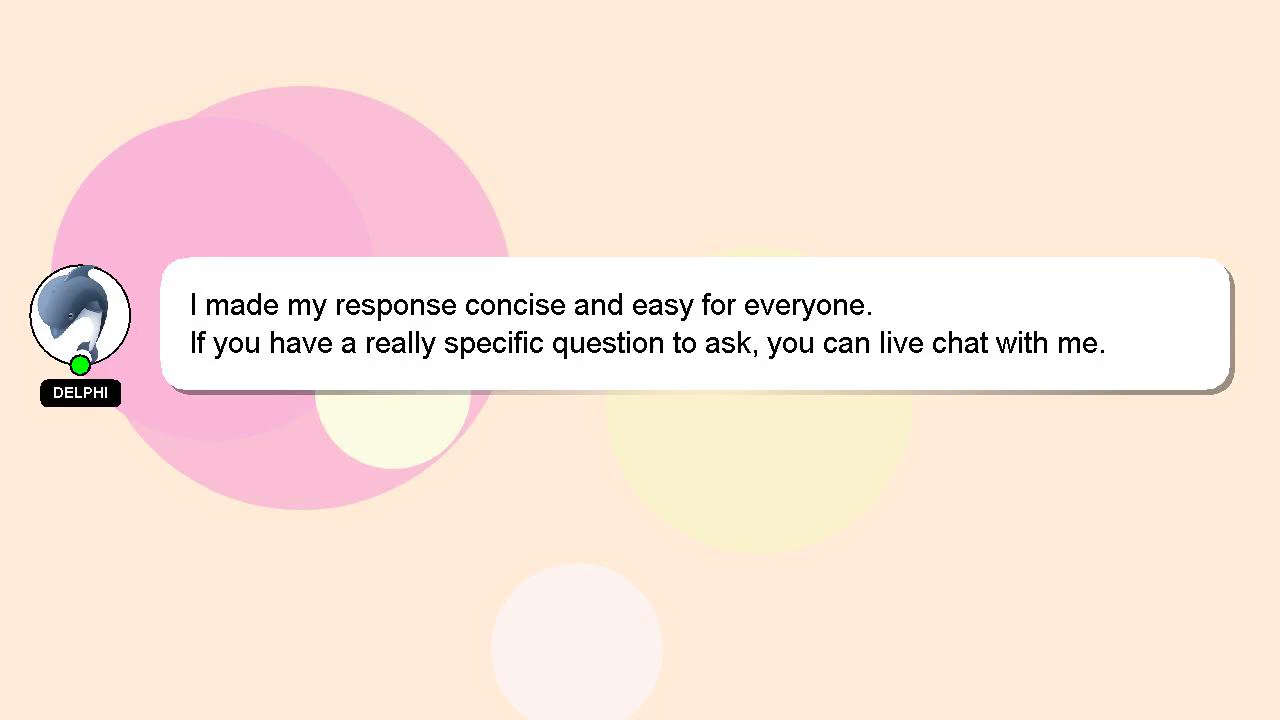 I made my response concise and easy for everyone.
If you have a really specific question to ask, you can live chat with me.
DELPHI